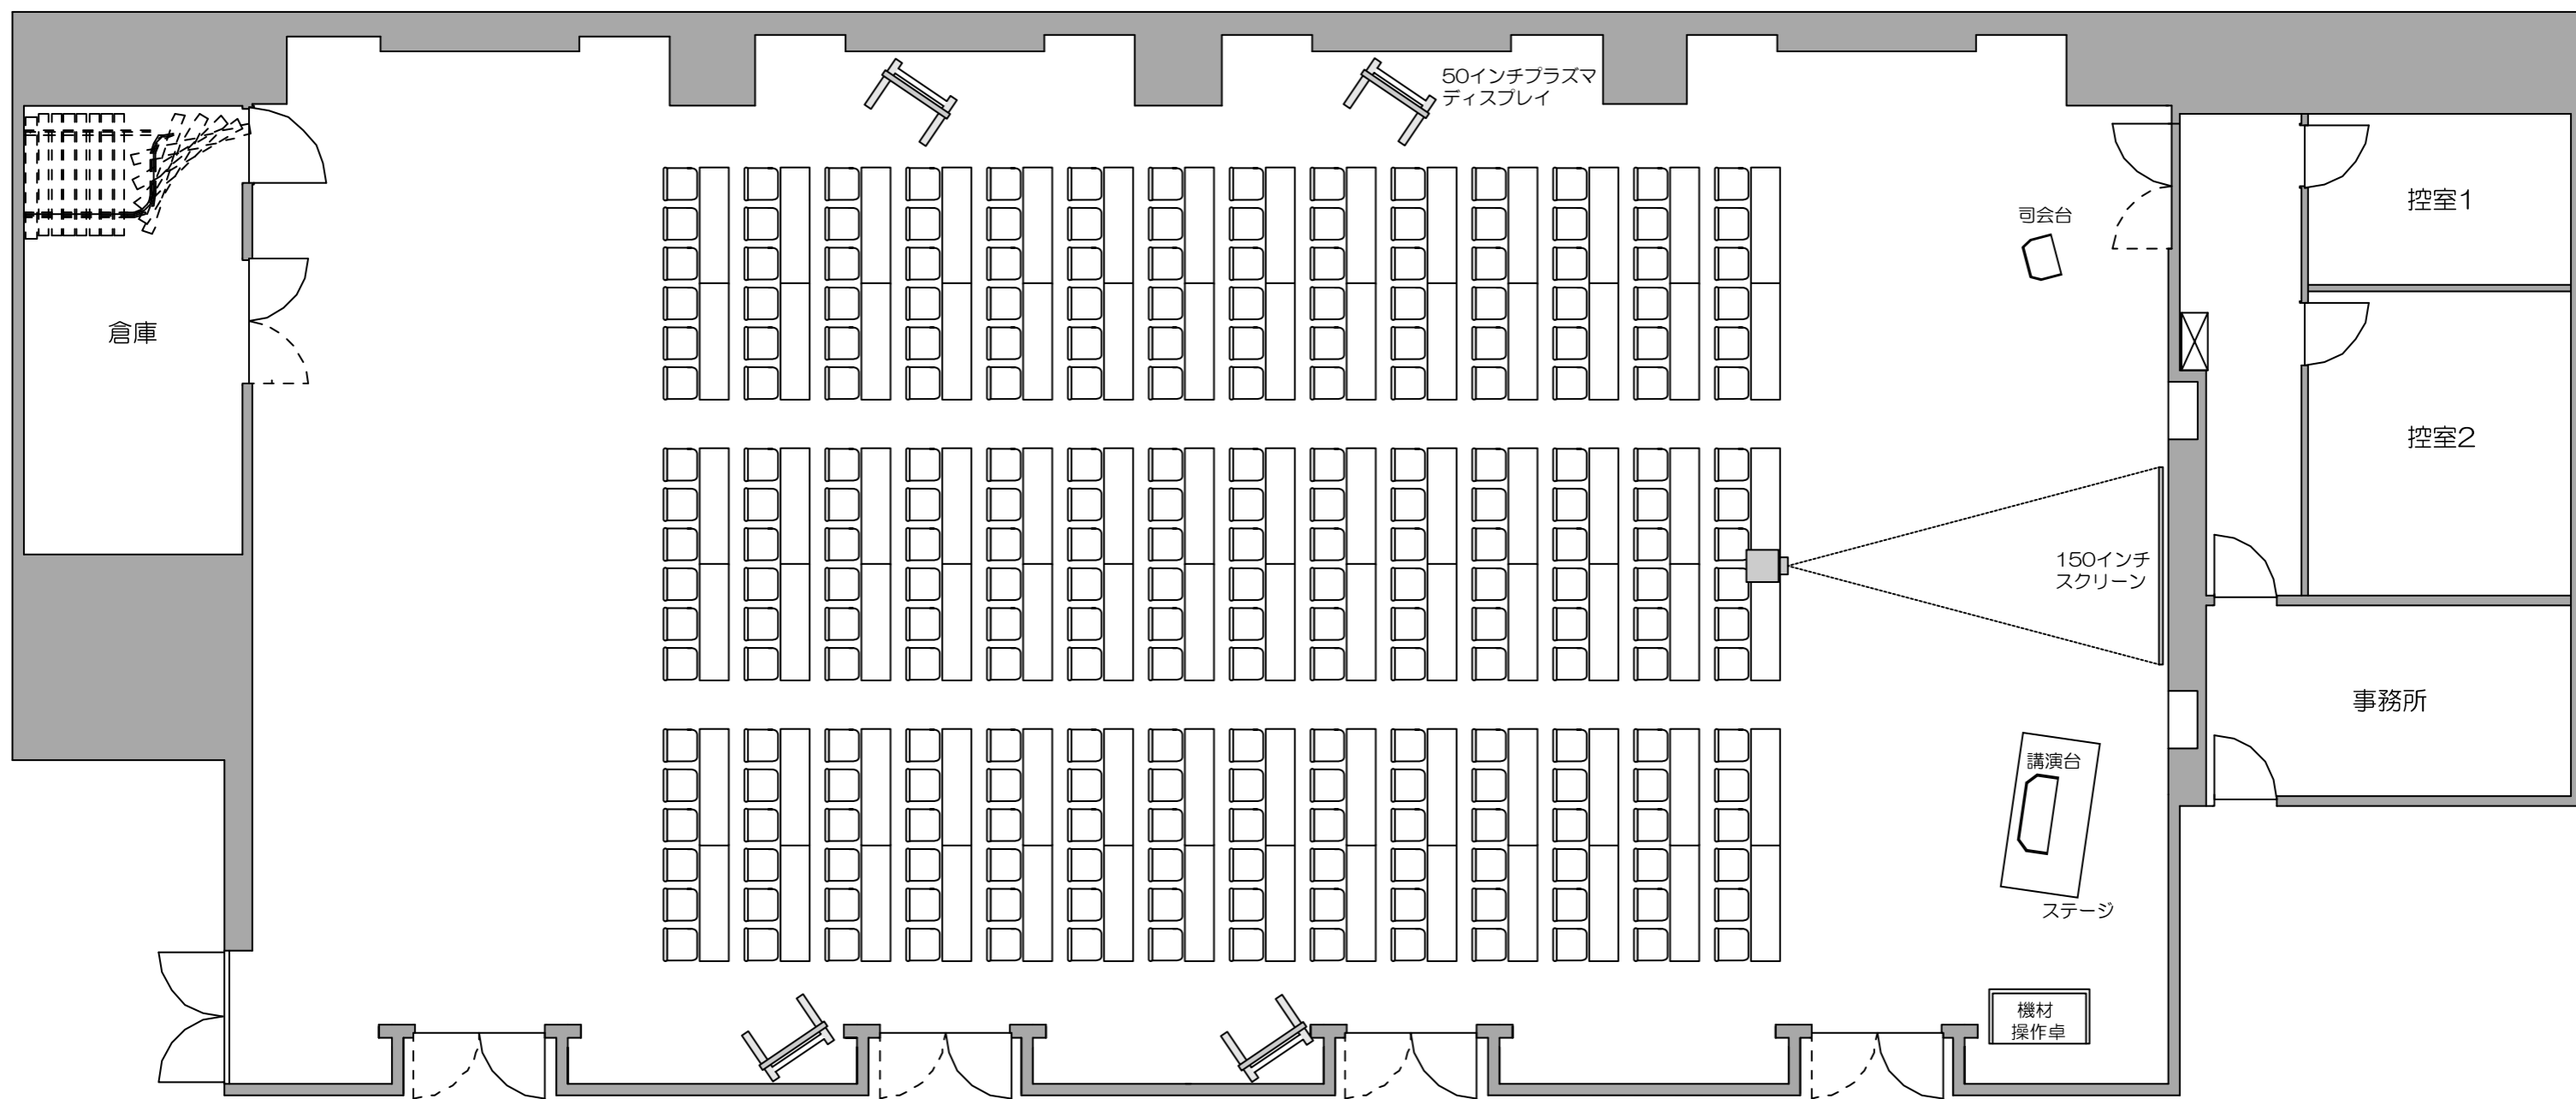 50インチプラズマ
ディスプレイ
控室1
司会台
倉庫
控室2
150インチ
スクリーン
事務所
講演台
ステージ
機材
操作卓